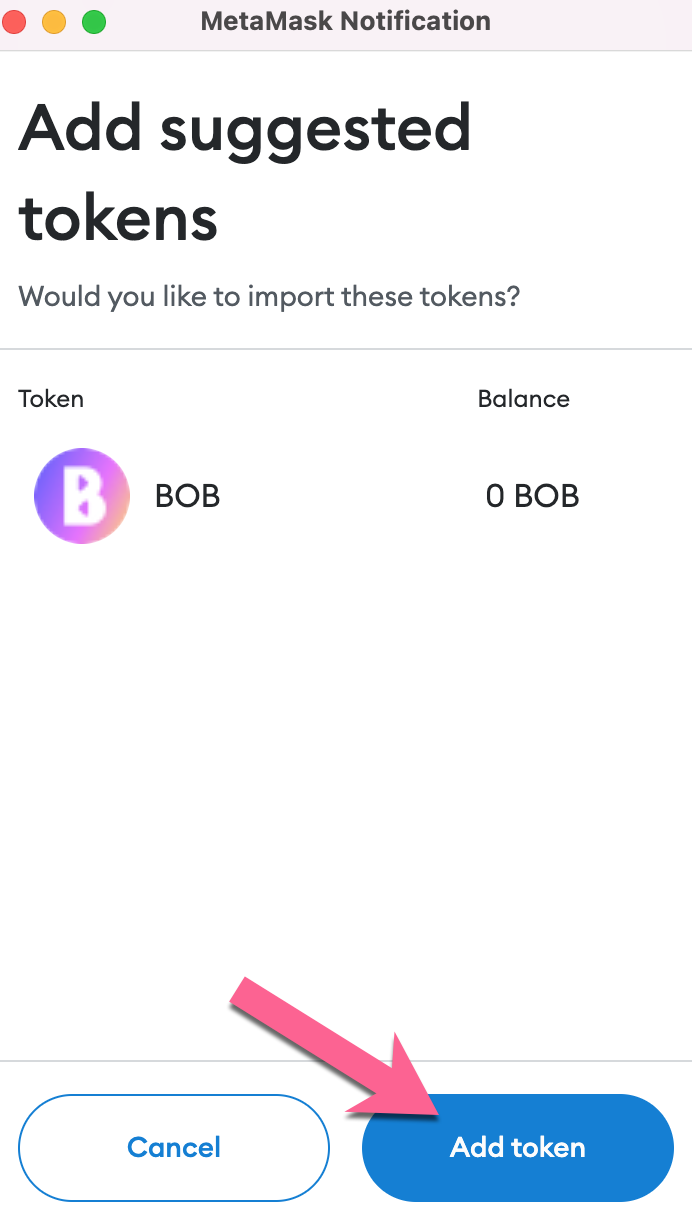 MetaMask Notification
Add suggested
tokens
Would you like to import these tokens?
Token Balance
B BOB 0 BOB
Cancel Add token